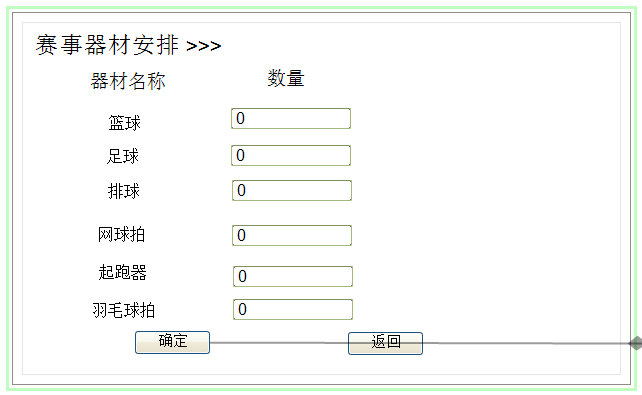 赛事器材安排 >>>
器材名称 数量
篮球 0
足球 0
排球 0
网球拍 0
起跑器 0
羽毛球拍 0
确定 返回